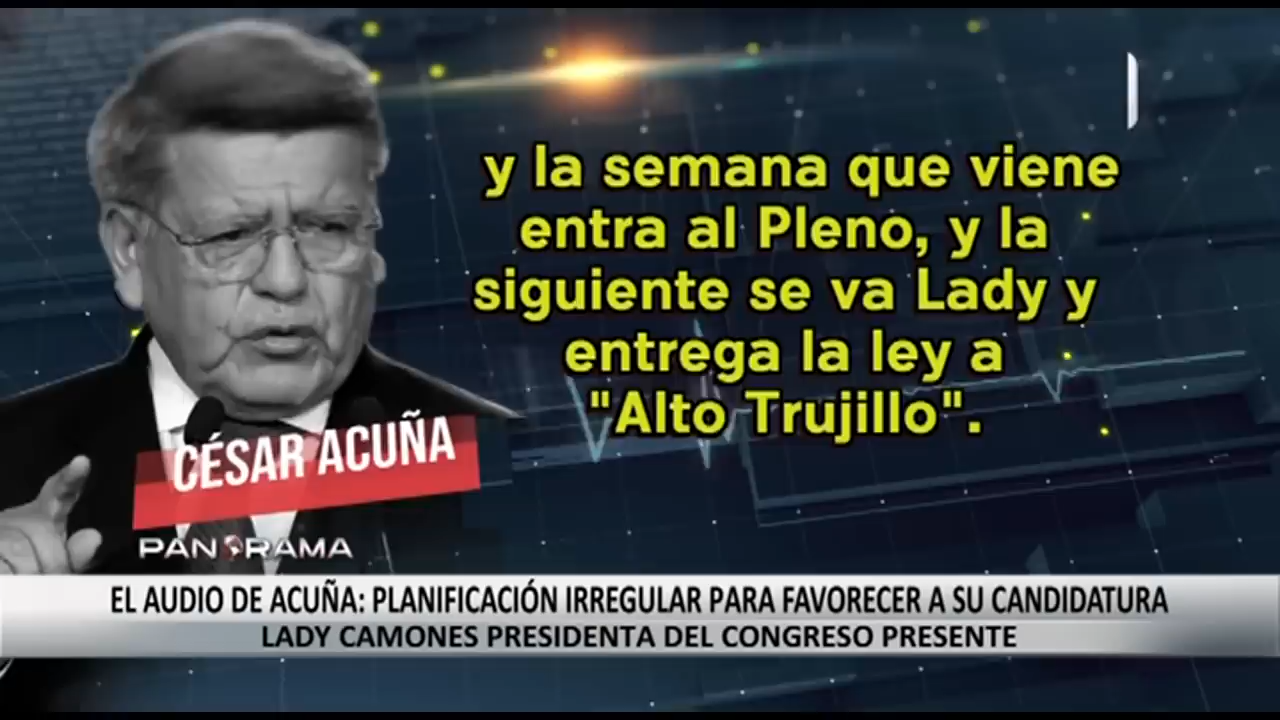 y la semana que viene
entra al Pleno, y la
siguiente se va Lady y
entrega la ley a
"Alto Trujillo".
CÉSAR ACUÑA
PANORAMA
EL AUDIO DE ACUÑA: PLANIFICACIÓN IRREGULAR PARA FAVORECER A SU CANDIDATURA
LADY CAMONES PRESIDENTA DEL CONGRESO PRESENTE